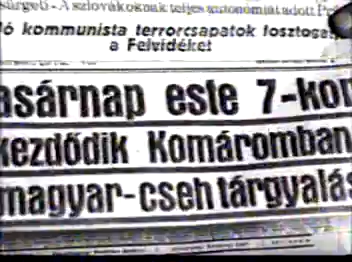 sürgeti - A szlovákoknak teljes autonómiát adott
ló kommunista terrorcsapatok fosztoga
a Felvidéket
asárnap este 7-kor
kezdődik Komáromban
magyar-cseh tárgyalás